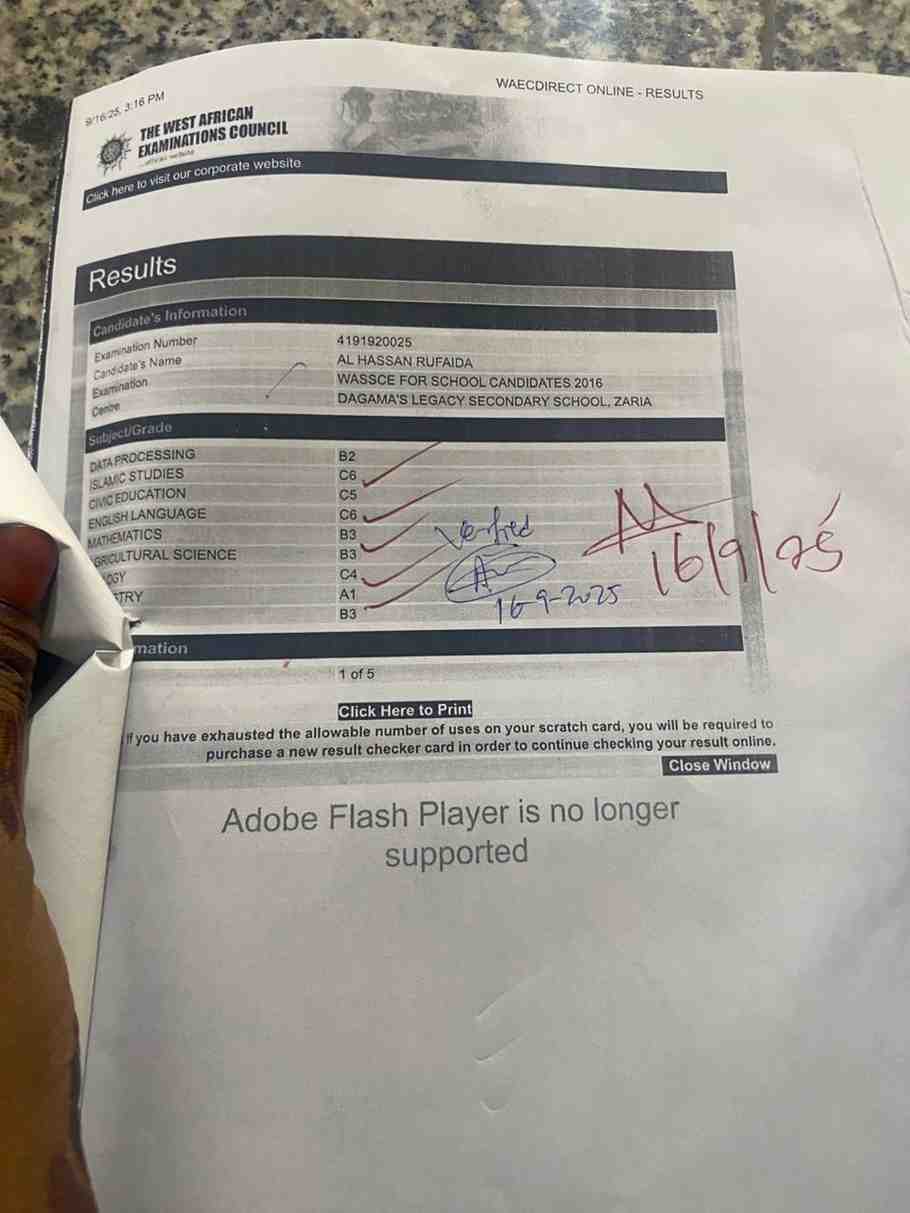 9/16/25, 3:16 PM
WAECDIRECT ONLINE - RESULTS
THE WEST AFRICAN
EXAMINATIONS COUNCIL
...official website
Click here to visit our corporate website
Results
Candidate's Information
Examination Number 4191920025
Candidate's Name AL HASSAN RUFAIDA
Examination WASSCE FOR SCHOOL CANDIDATES 2016
Centre DAGAMA'S LEGACY SECONDARY SCHOOL, ZARIA
Subject/Grade
DATA PROCESSING B2
ISLAMIC STUDIES C6
CIVIC EDUCATION C5
ENGLISH LANGUAGE C6
MATHEMATICS B3
GRICULTURAL SCIENCE B3
OGY C4
STRY A1
B3
Verified
16-9-2025
16/9/25
mation
1 of 5
Click Here to Print
If you have exhausted the allowable number of uses on your scratch card, you will be required to
purchase a new result checker card in order to continue checking your result online.
Close Window
Adobe Flash Player is no longer
supported